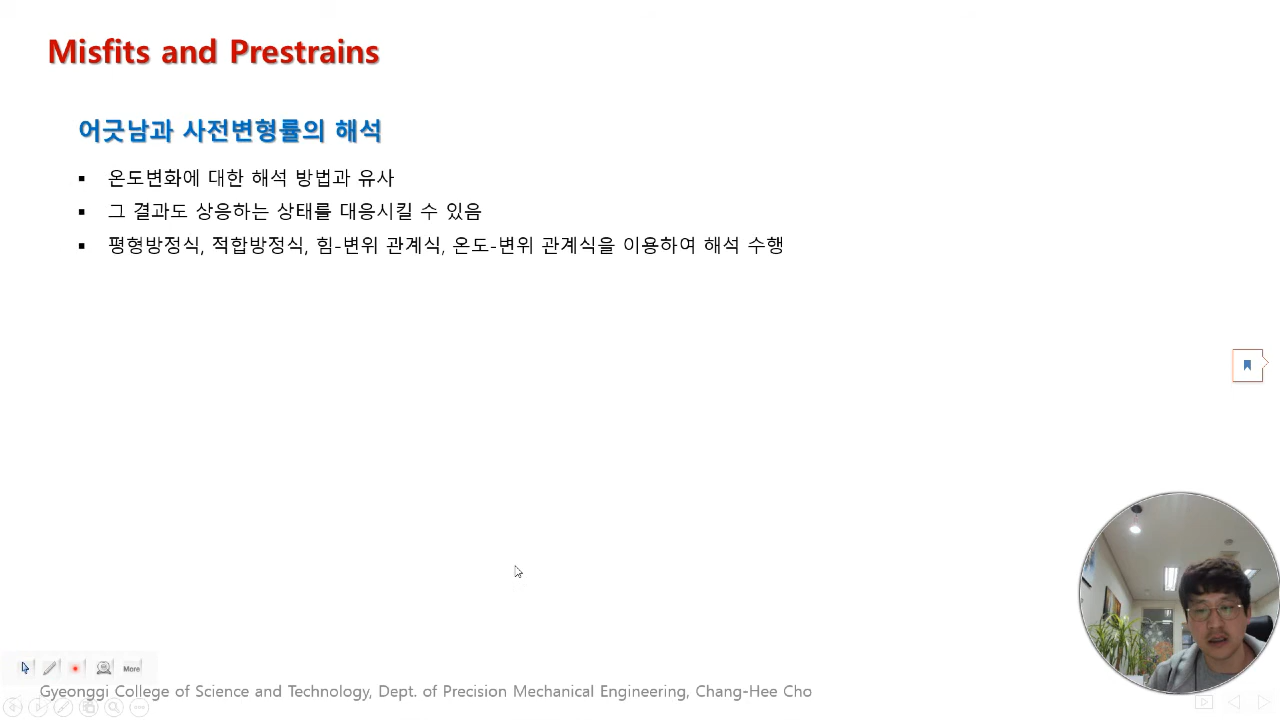 Misfits and Prestrains
어긋남과 사전변형률의 해석
▪ 온도변화에 대한 해석 방법과 유사
▪ 그 결과도 상응하는 상태를 대응시킬 수 있음
▪ 평형방정식, 적합방정식, 힘-변위 관계식, 온도-변위 관계식을 이용하여 해석 수행
More
Gyeonggi College of Science and Technology, Dept. of Precision Mechanical Engineering, Chang-Hee Cho